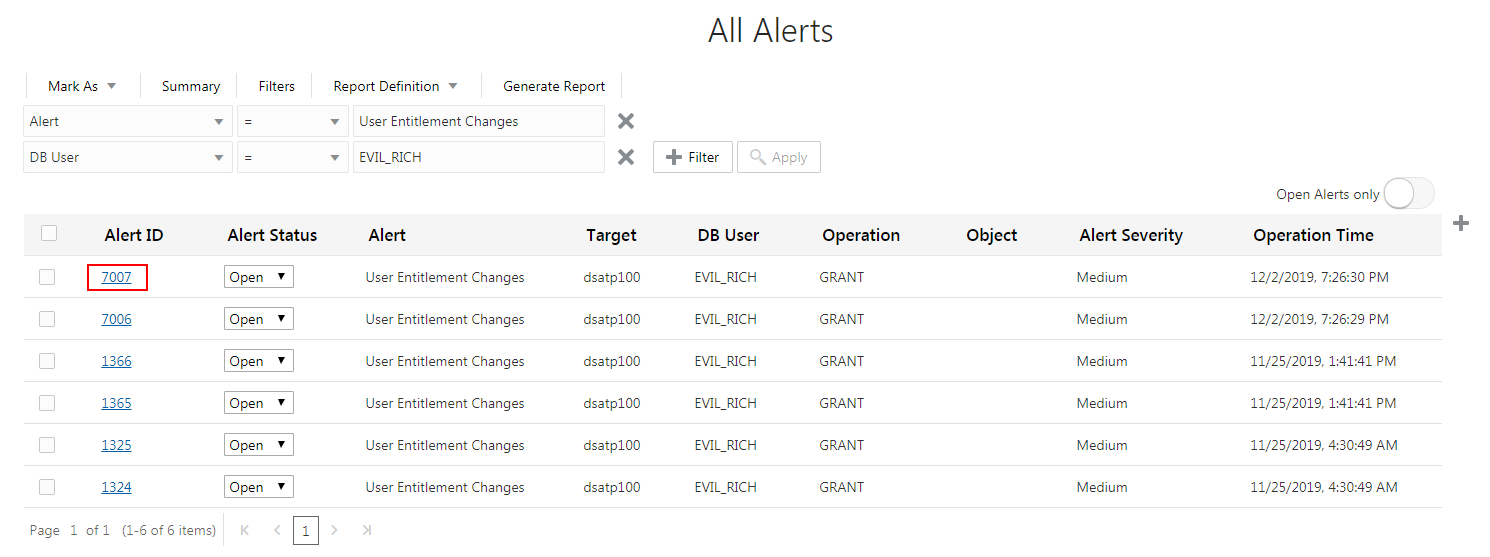 All Alerts
Mark As Summary Filters Report Definition Generate Report
Alert = User Entitlement Changes
DB User = EVIL_RICH Filter Apply
Open Alerts only
Alert ID Alert Status Alert Target DB User Operation Object Alert Severity Operation Time
7007 Open User Entitlement Changes dsatp100 EVIL_RICH GRANT Medium 12/2/2019, 7:26:30 PM
7006 Open User Entitlement Changes dsatp100 EVIL_RICH GRANT Medium 12/2/2019, 7:26:29 PM
1366 Open User Entitlement Changes dsatp100 EVIL_RICH GRANT Medium 11/25/2019, 1:41:41 PM
1365 Open User Entitlement Changes dsatp100 EVIL_RICH GRANT Medium 11/25/2019, 1:41:41 PM
1325 Open User Entitlement Changes dsatp100 EVIL_RICH GRANT Medium 11/25/2019, 4:30:49 AM
1324 Open User Entitlement Changes dsatp100 EVIL_RICH GRANT Medium 11/25/2019, 4:30:49 AM
Page 1 of 1 (1-6 of 6 items) 1